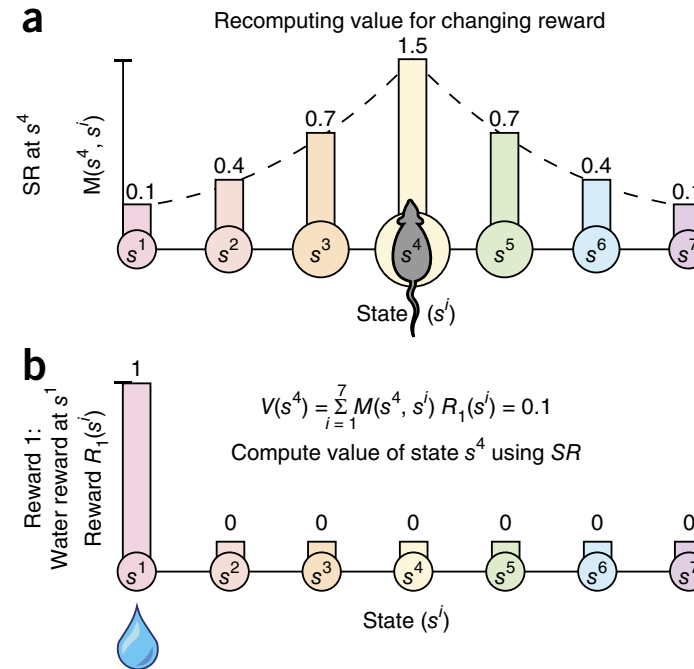 a
Recomputing value for changing reward
1.5
0.7 0.7
0.4 0.4
0.1 0.1
SR at s⁴
M(s⁴, sⁱ)
s¹ s² s³ s⁴ s⁵ s⁶ s⁷
State (sⁱ)
b
1
V(s⁴) = Σ M(s⁴, sⁱ) R₁(sⁱ) = 0.1
7
i = 1
Compute value of state s⁴ using SR
Reward 1:
Water reward at s¹
Reward R₁(sⁱ)
0 0 0 0 0 0
s¹ s² s³ s⁴ s⁵ s⁶ s⁷
State (sⁱ)